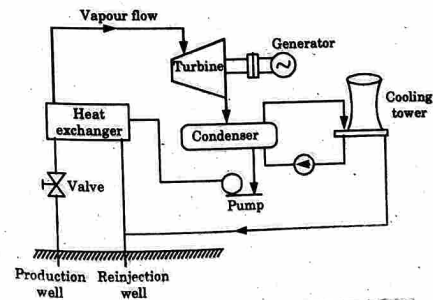 Vapour flow
Generator
Turbine
Cooling
tower
Heat
exchanger
Condenser
Valve
Pump
Production
well
Reinjection
well